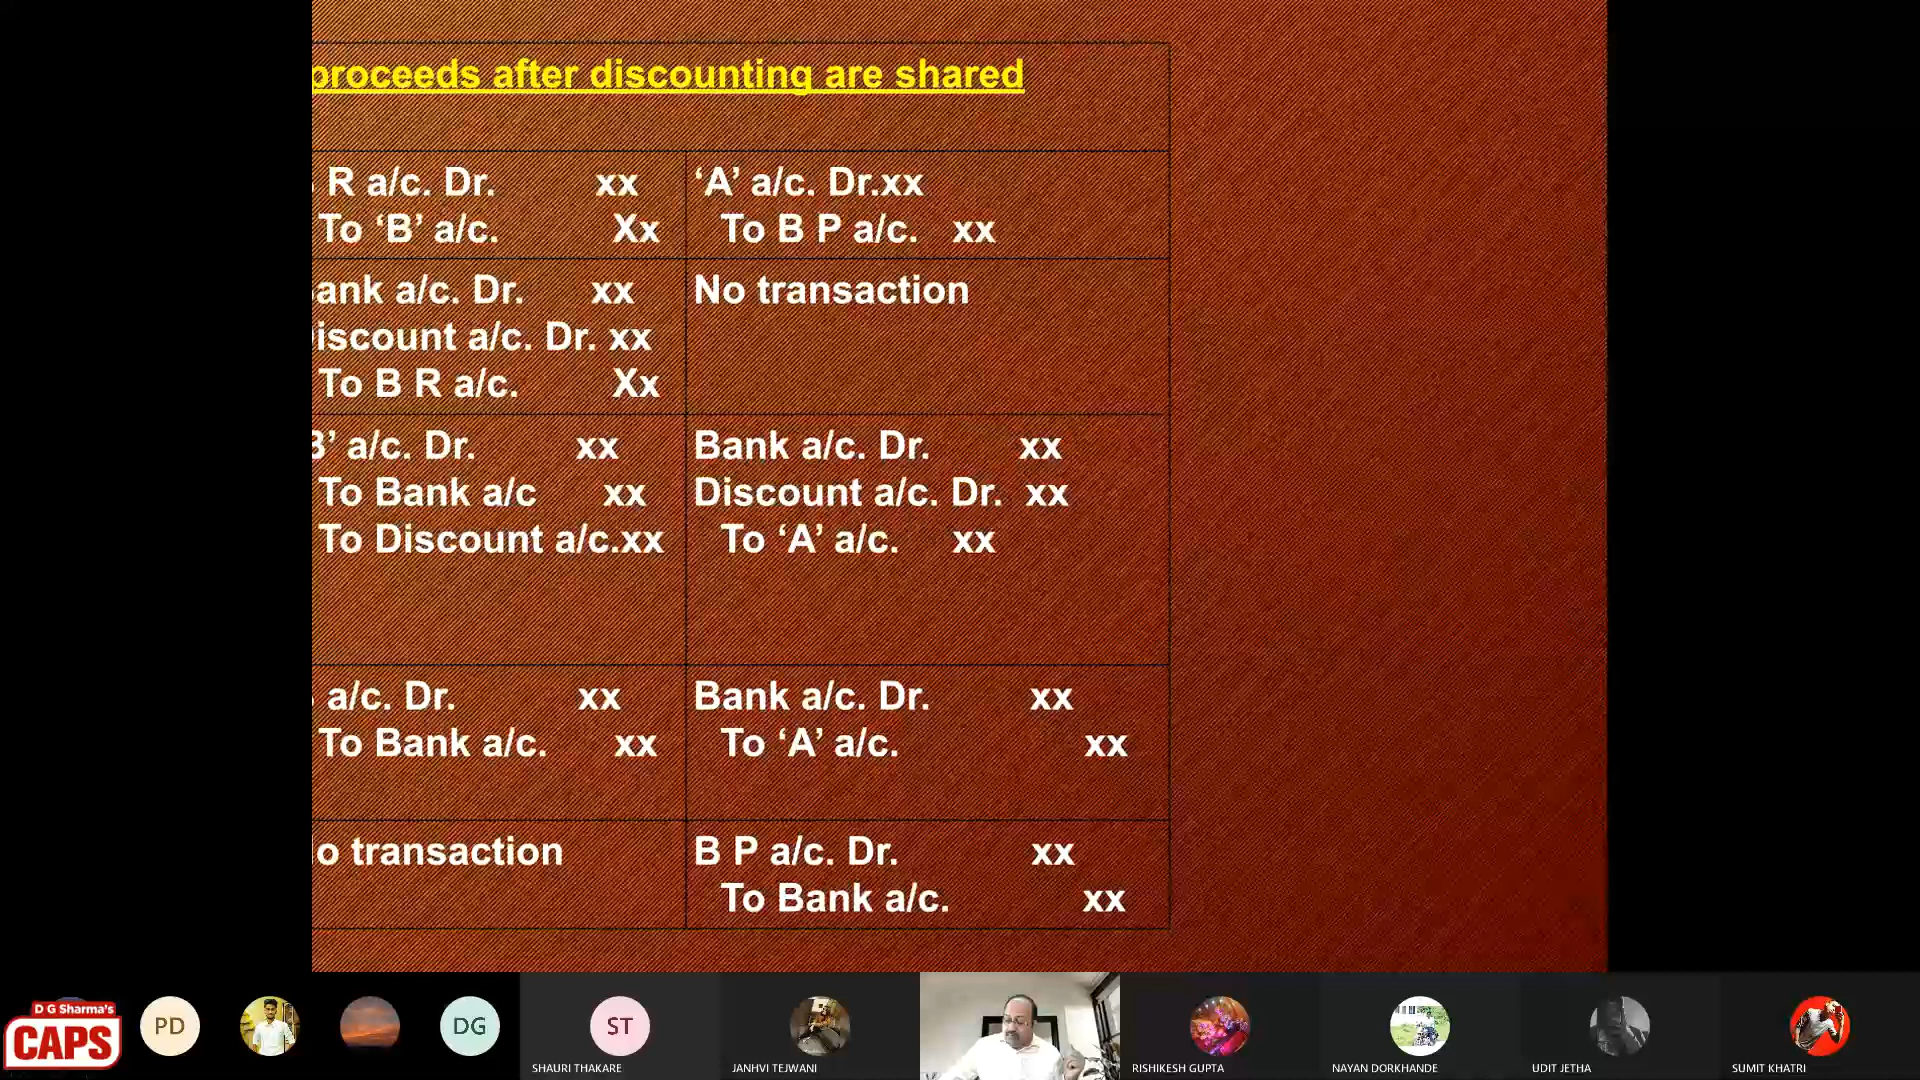 proceeds after discounting are shared
R a/c. Dr. xx
To ‘B’ a/c. Xx
‘A’ a/c. Dr.xx
To B P a/c. xx
ank a/c. Dr. xx
iscount a/c. Dr. xx
To B R a/c. Xx
No transaction
B’ a/c. Dr. xx
To Bank a/c xx
To Discount a/c.xx
Bank a/c. Dr. xx
Discount a/c. Dr. xx
To ‘A’ a/c. xx
a/c. Dr. xx
To Bank a/c. xx
Bank a/c. Dr. xx
To ‘A’ a/c. xx
o transaction
B P a/c. Dr. xx
To Bank a/c. xx
D G Sharma's
CAPS
PD
DG
ST
SHAURI THAKARE
JANHVI TEJWANI
RISHIKESH GUPTA
NAYAN DORKHANDE
UDIT JETHA
SUMIT KHATRI